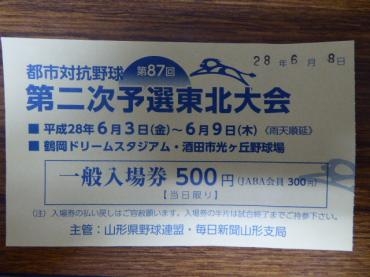 28年6月8日
都市対抗野球 第87回
第二次予選東北大会
■平成28年6月3日(金)～6月9日(木)〈雨天順延〉
■鶴岡ドリームスタジアム・酒田市光ヶ丘野球場
一般入場券 500円(JABA会員300円)
【当日限り】
(注)入場券の払い戻しはご容赦願います。入場券の半片は試合終了までご持参下さい。
主管：山形県野球連盟・毎日新聞山形支局